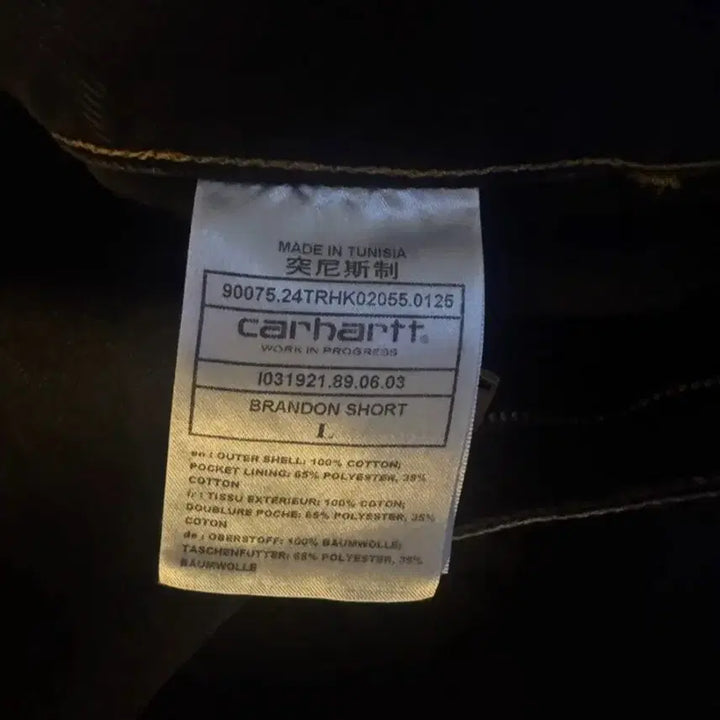 MADE IN TUNISIA
突尼斯制
90075.24TRHK02055.0125
carhartt
WORK IN PROGRESS
I031921.89.06.03
BRANDON SHORT
L
en : OUTER SHELL: 100% COTTON;
POCKET LINING: 65% POLYESTER, 35%
COTTON
fr : TISSU EXTERIEUR: 100% COTON;
DOUBLURE POCHE: 65% POLYESTER, 35%
COTON
de : OBERSTOFF: 100% BAUMWOLLE;
TASCHENFUTTER: 65% POLYESTER, 35%
BAUMWOLLE